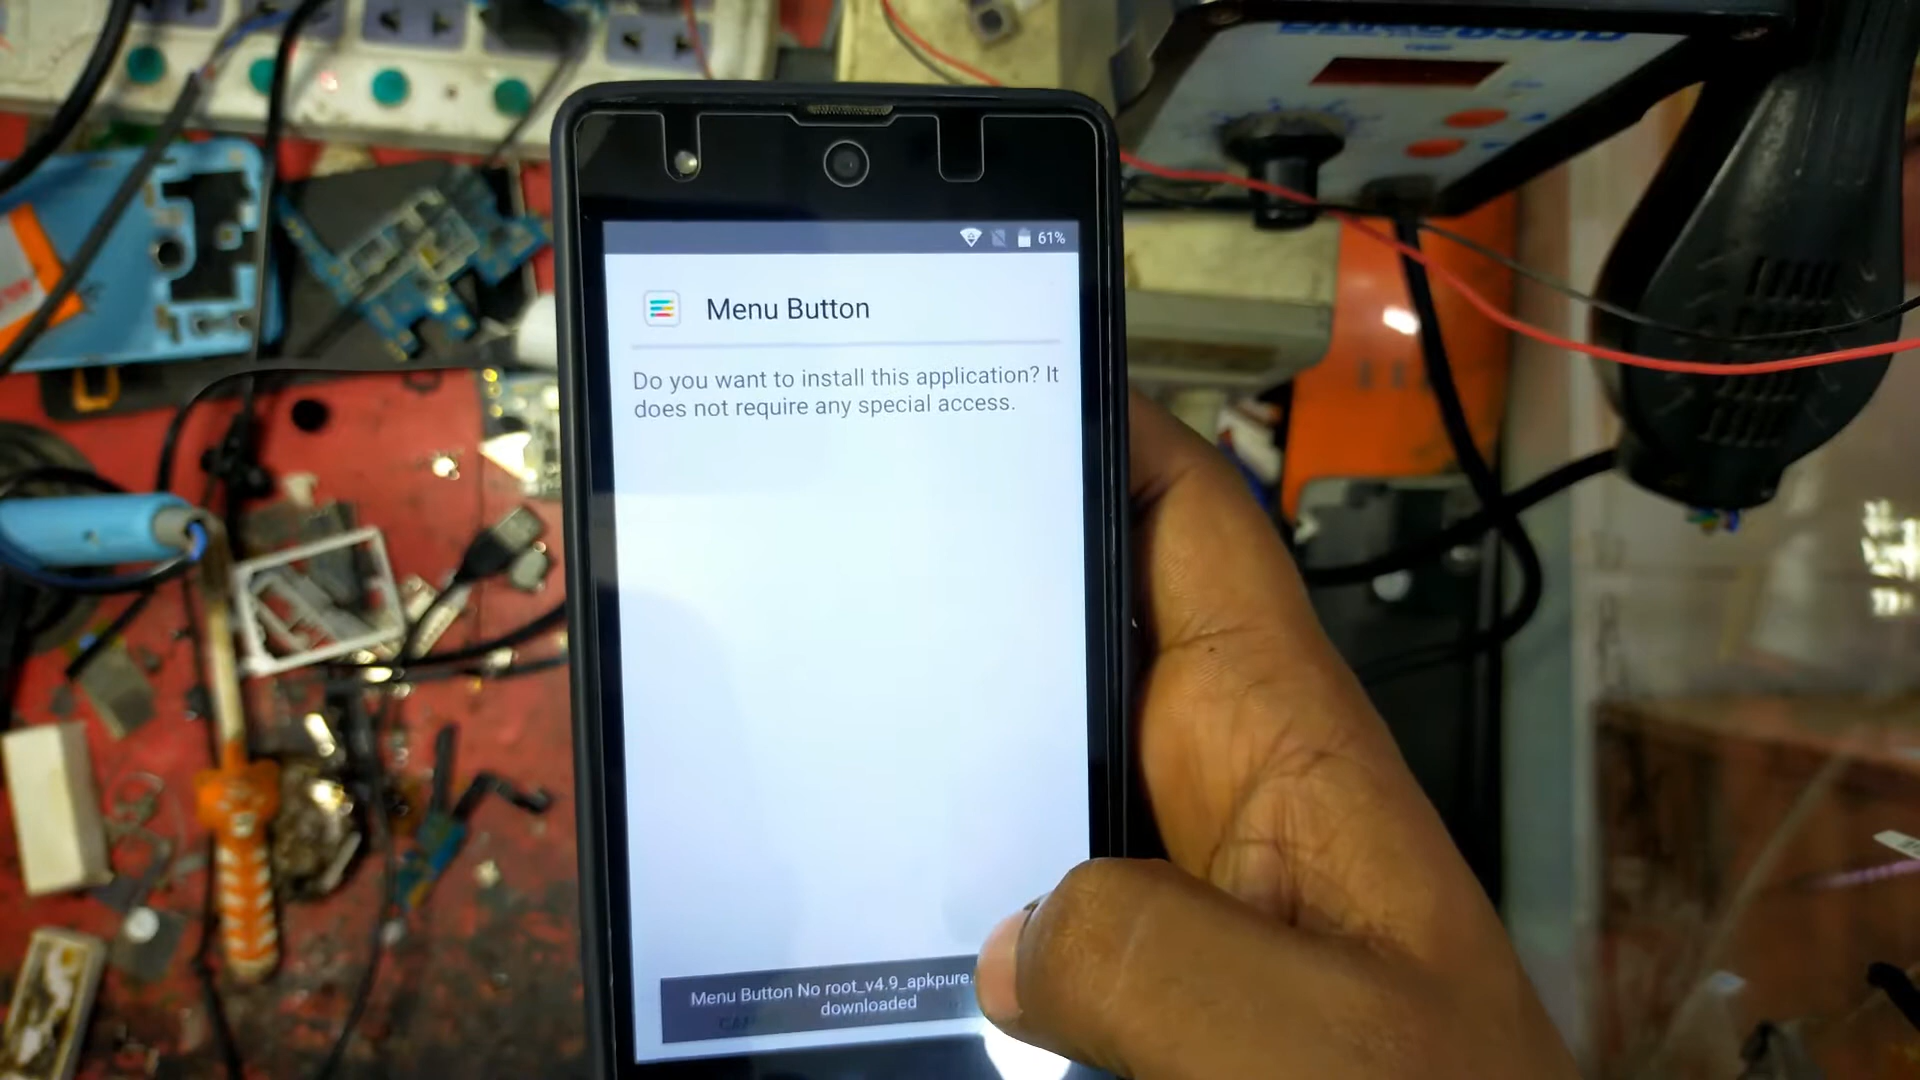 61%
Menu Button
Do you want to install this application? It
does not require any special access.
Menu Button No root_v4.9_apkpure.
downloaded